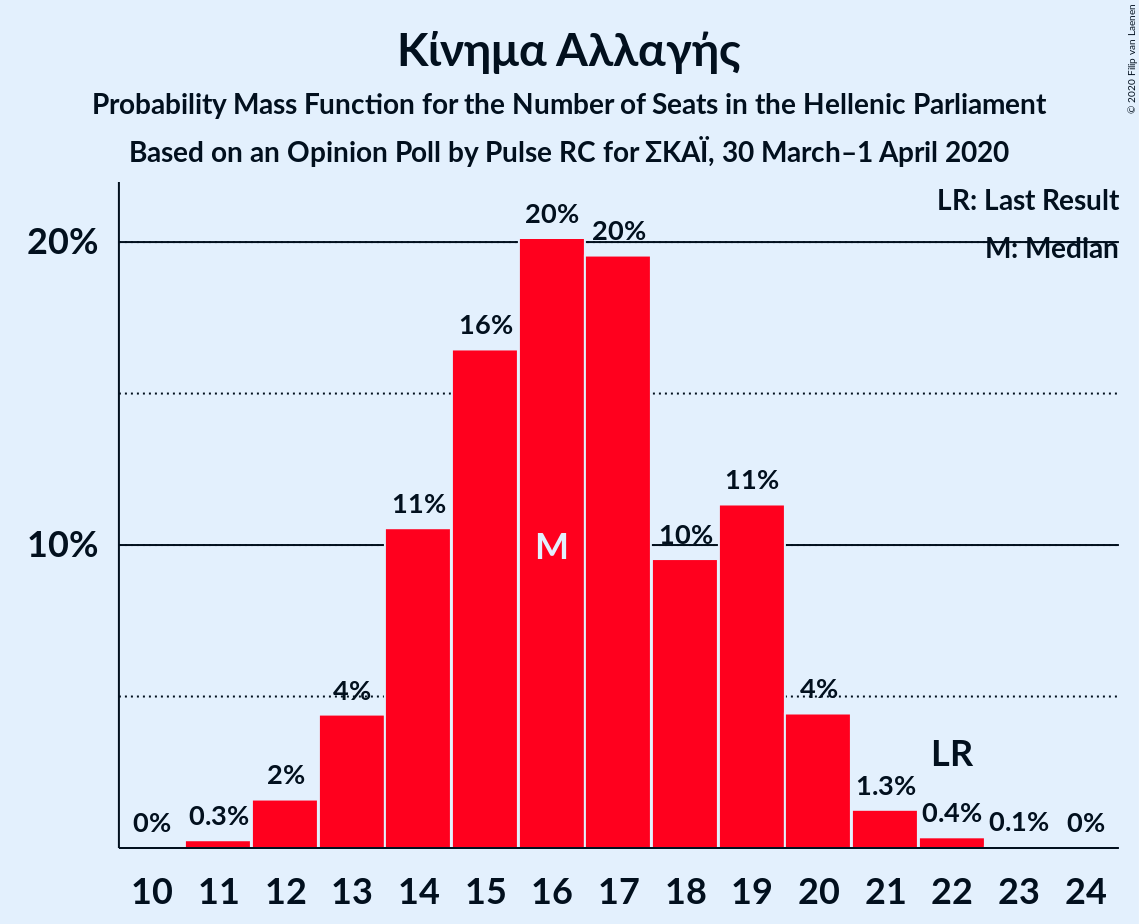 Κίνημα Αλλαγής
Probability Mass Function for the Number of Seats in the Hellenic Parliament
Based on an Opinion Poll by Pulse RC for ΣΚΑΪ, 30 March–1 April 2020
© 2020 Filip van Laenen
LR: Last Result
M: Median
20%
10%
0%
0.3%
2%
4%
11%
16%
20%
20%
10%
11%
4%
1.3%
0.4%
0.1%
0%
M
LR
10 11 12 13 14 15 16 17 18 19 20 21 22 23 24